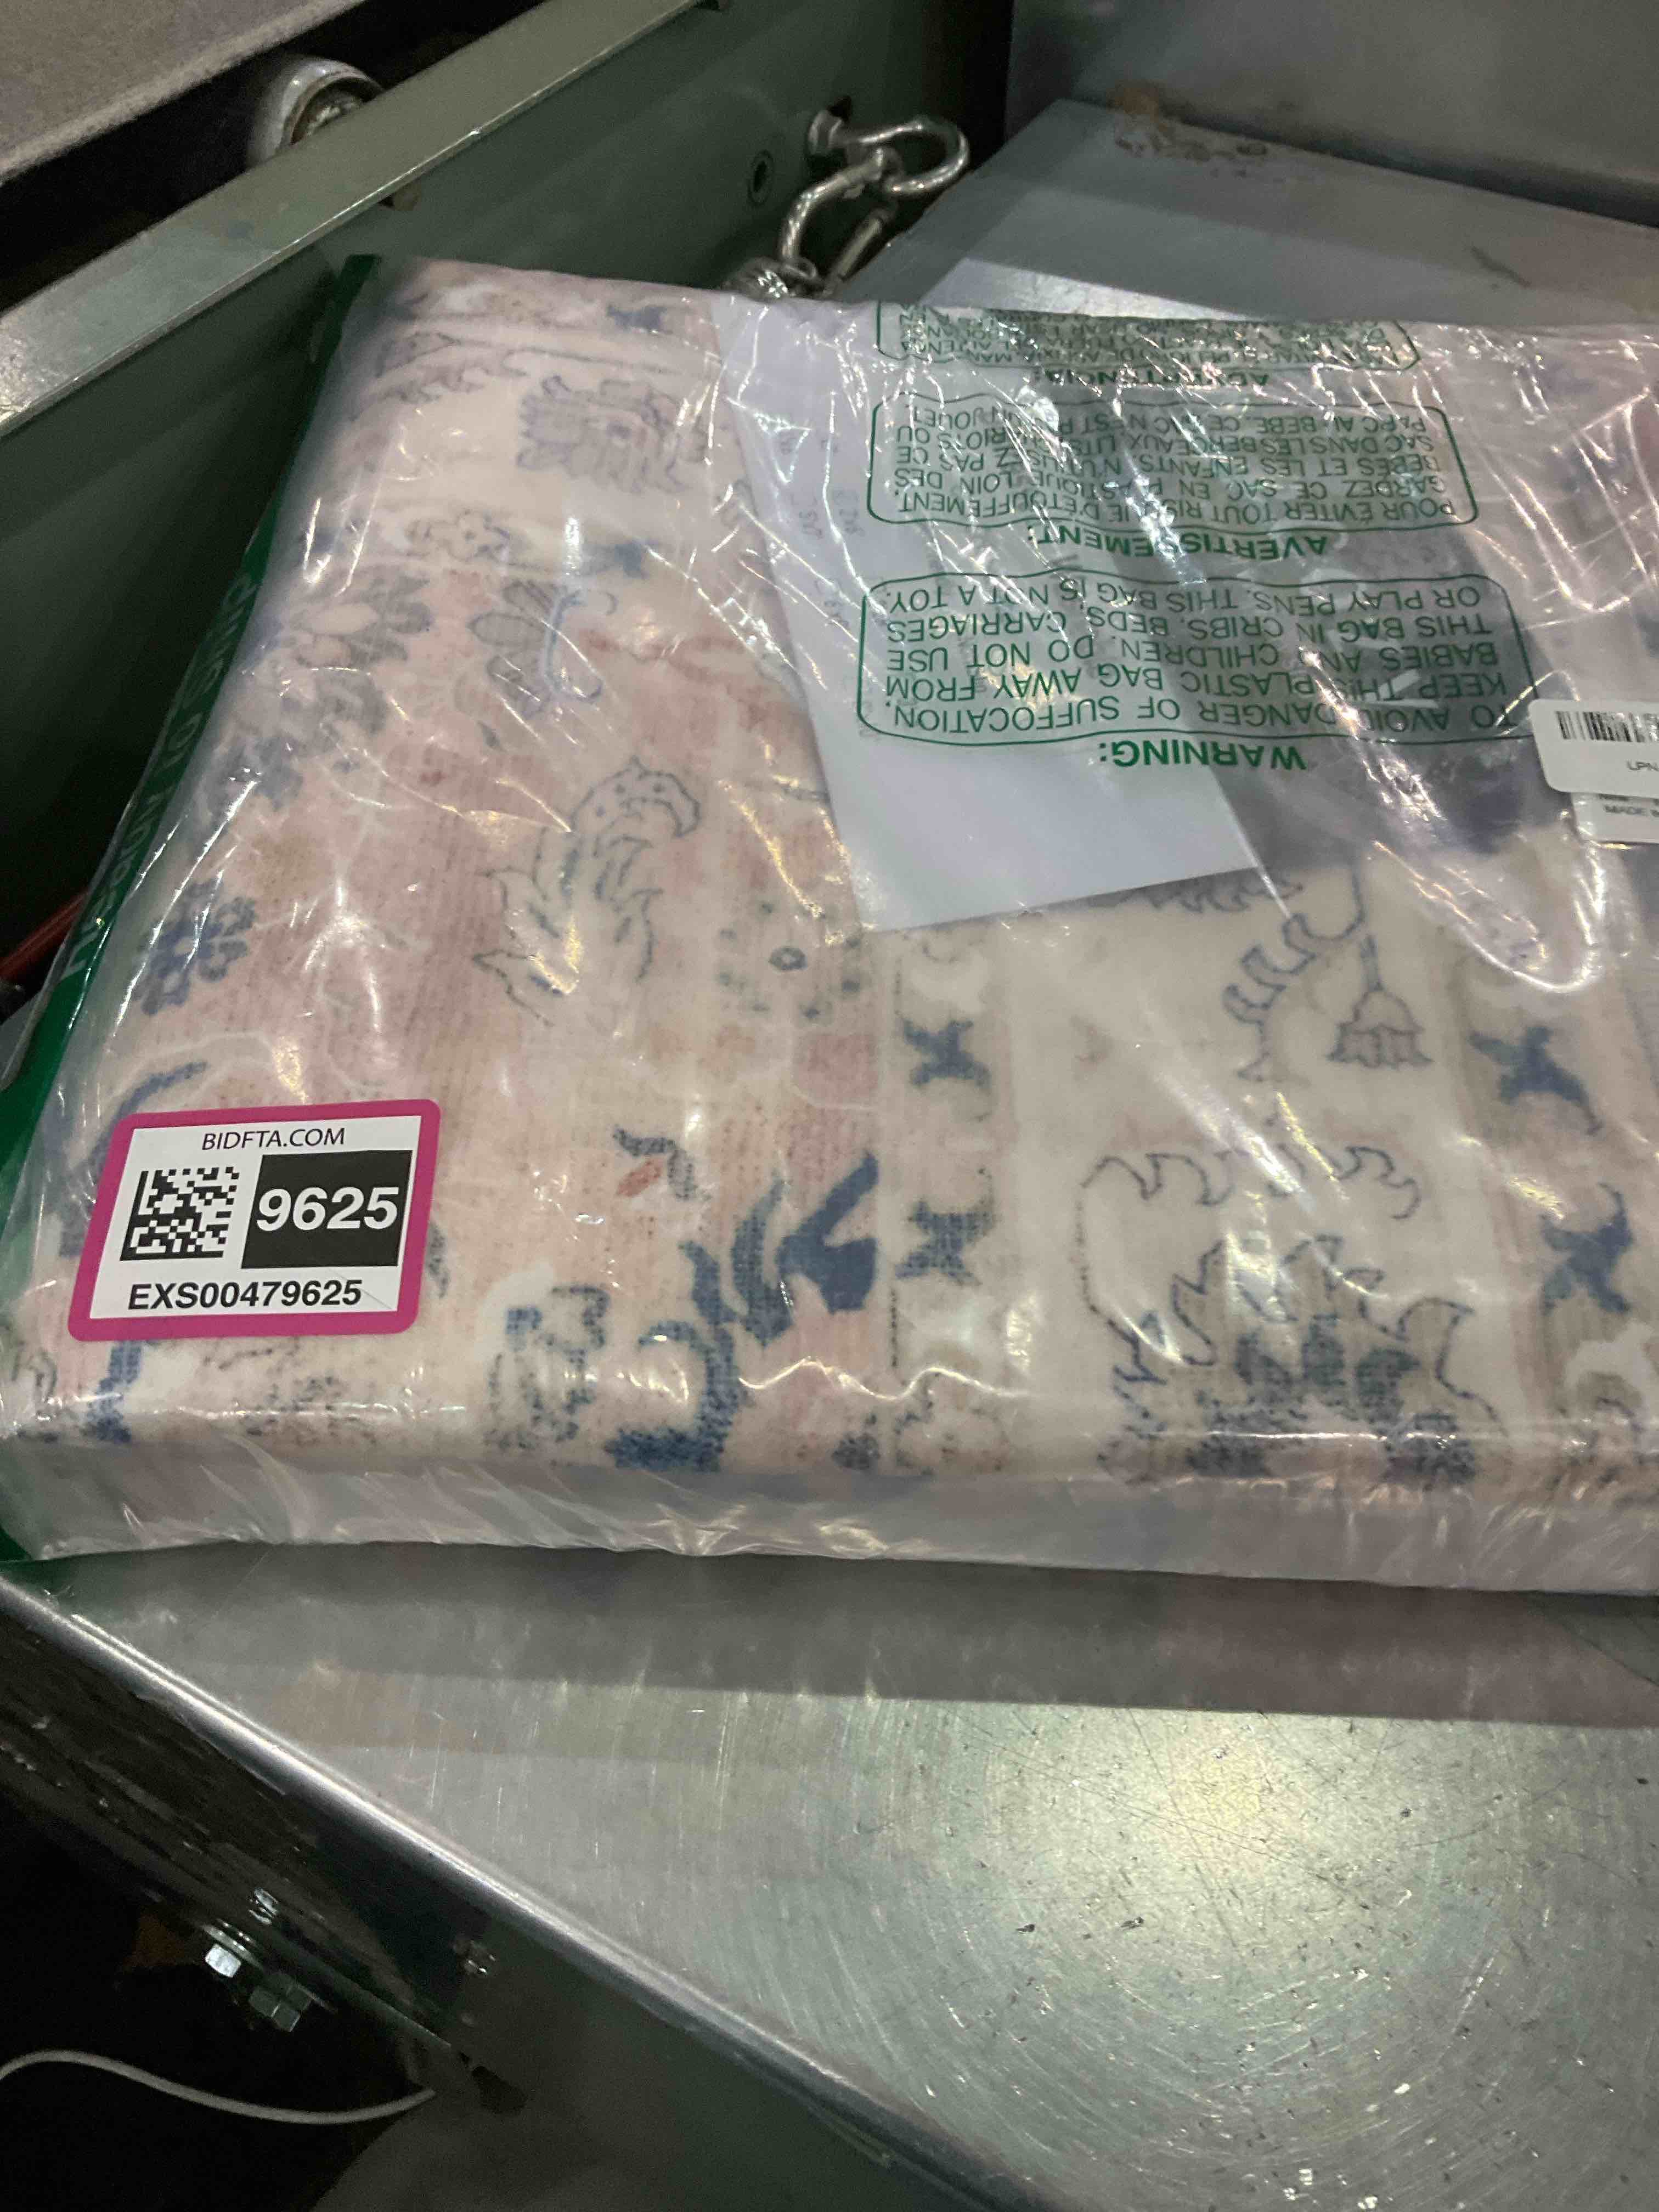 WARNING:
TO AVOID DANGER OF SUFFOCATION,
KEEP THIS PLASTIC BAG AWAY FROM
BABIES AND CHILDREN. DO NOT USE
THIS BAG IN CRIBS, BEDS, CARRIAGES
OR PLAY PENS. THIS BAG IS NOT A TOY.
AVERTISSEMENT:
POUR ÉVITER TOUT RISQUE D'ÉTOUFFEMENT,
GARDEZ CE SAC EN PLASTIQUE LOIN DES
BÉBÉS ET LES ENFANTS. N'UTILISEZ PAS CE
SAC DANS LES BERCEAUX, LITS, CHARIOTS OU
PARC AU BÉBÉ. CE SAC N'EST PAS UN JOUET.
ADVERTENCIA:
LPN
MADE
BIDFTA.COM
9625
EXS00479625